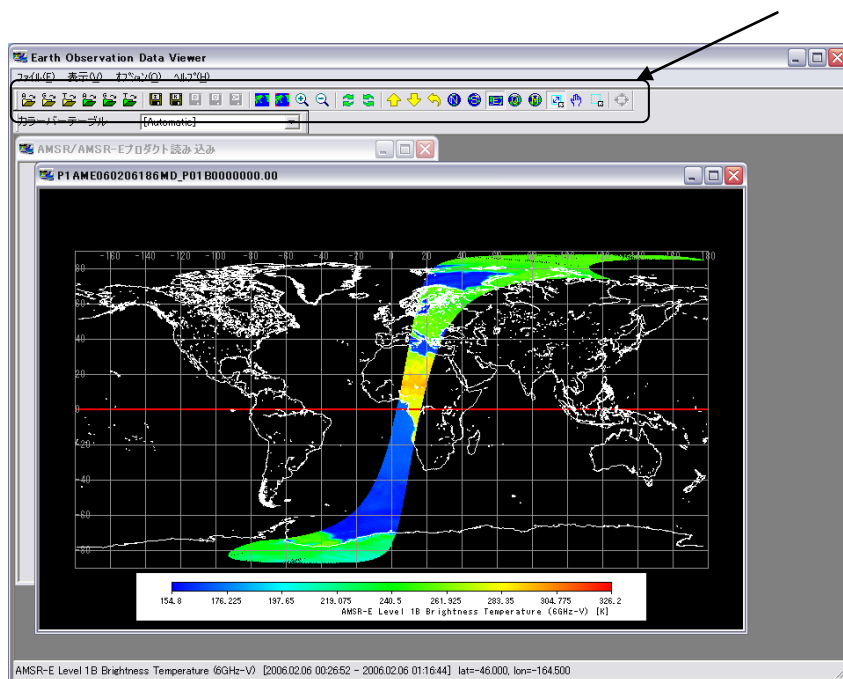 Earth Observation Data Viewer
ファイル(F) 表示(V) オプション(O) ヘルプ(H)
カラーバーテーブル [Automatic]
AMSR/AMSR-Eプロダクト読み込み
P1AME060206186MD_P01B0000000.00
-160 -140 -120 -100 -80 -60 -40 -20 0 20 40 60 80 100 120 140 160 180
80
60
40
20
0
-20
-40
-60
-80
154.8 176.225 197.65 219.075 240.5 261.925 283.35 304.775 326.2
AMSR-E Level 1B Brightness Temperature (6GHz-V) [K]
AMSR-E Level 1B Brightness Temperature (6GHz-V) [2006.02.06 00:26:52 - 2006.02.06 01:16:44] lat=-46.000, lon=-164.500